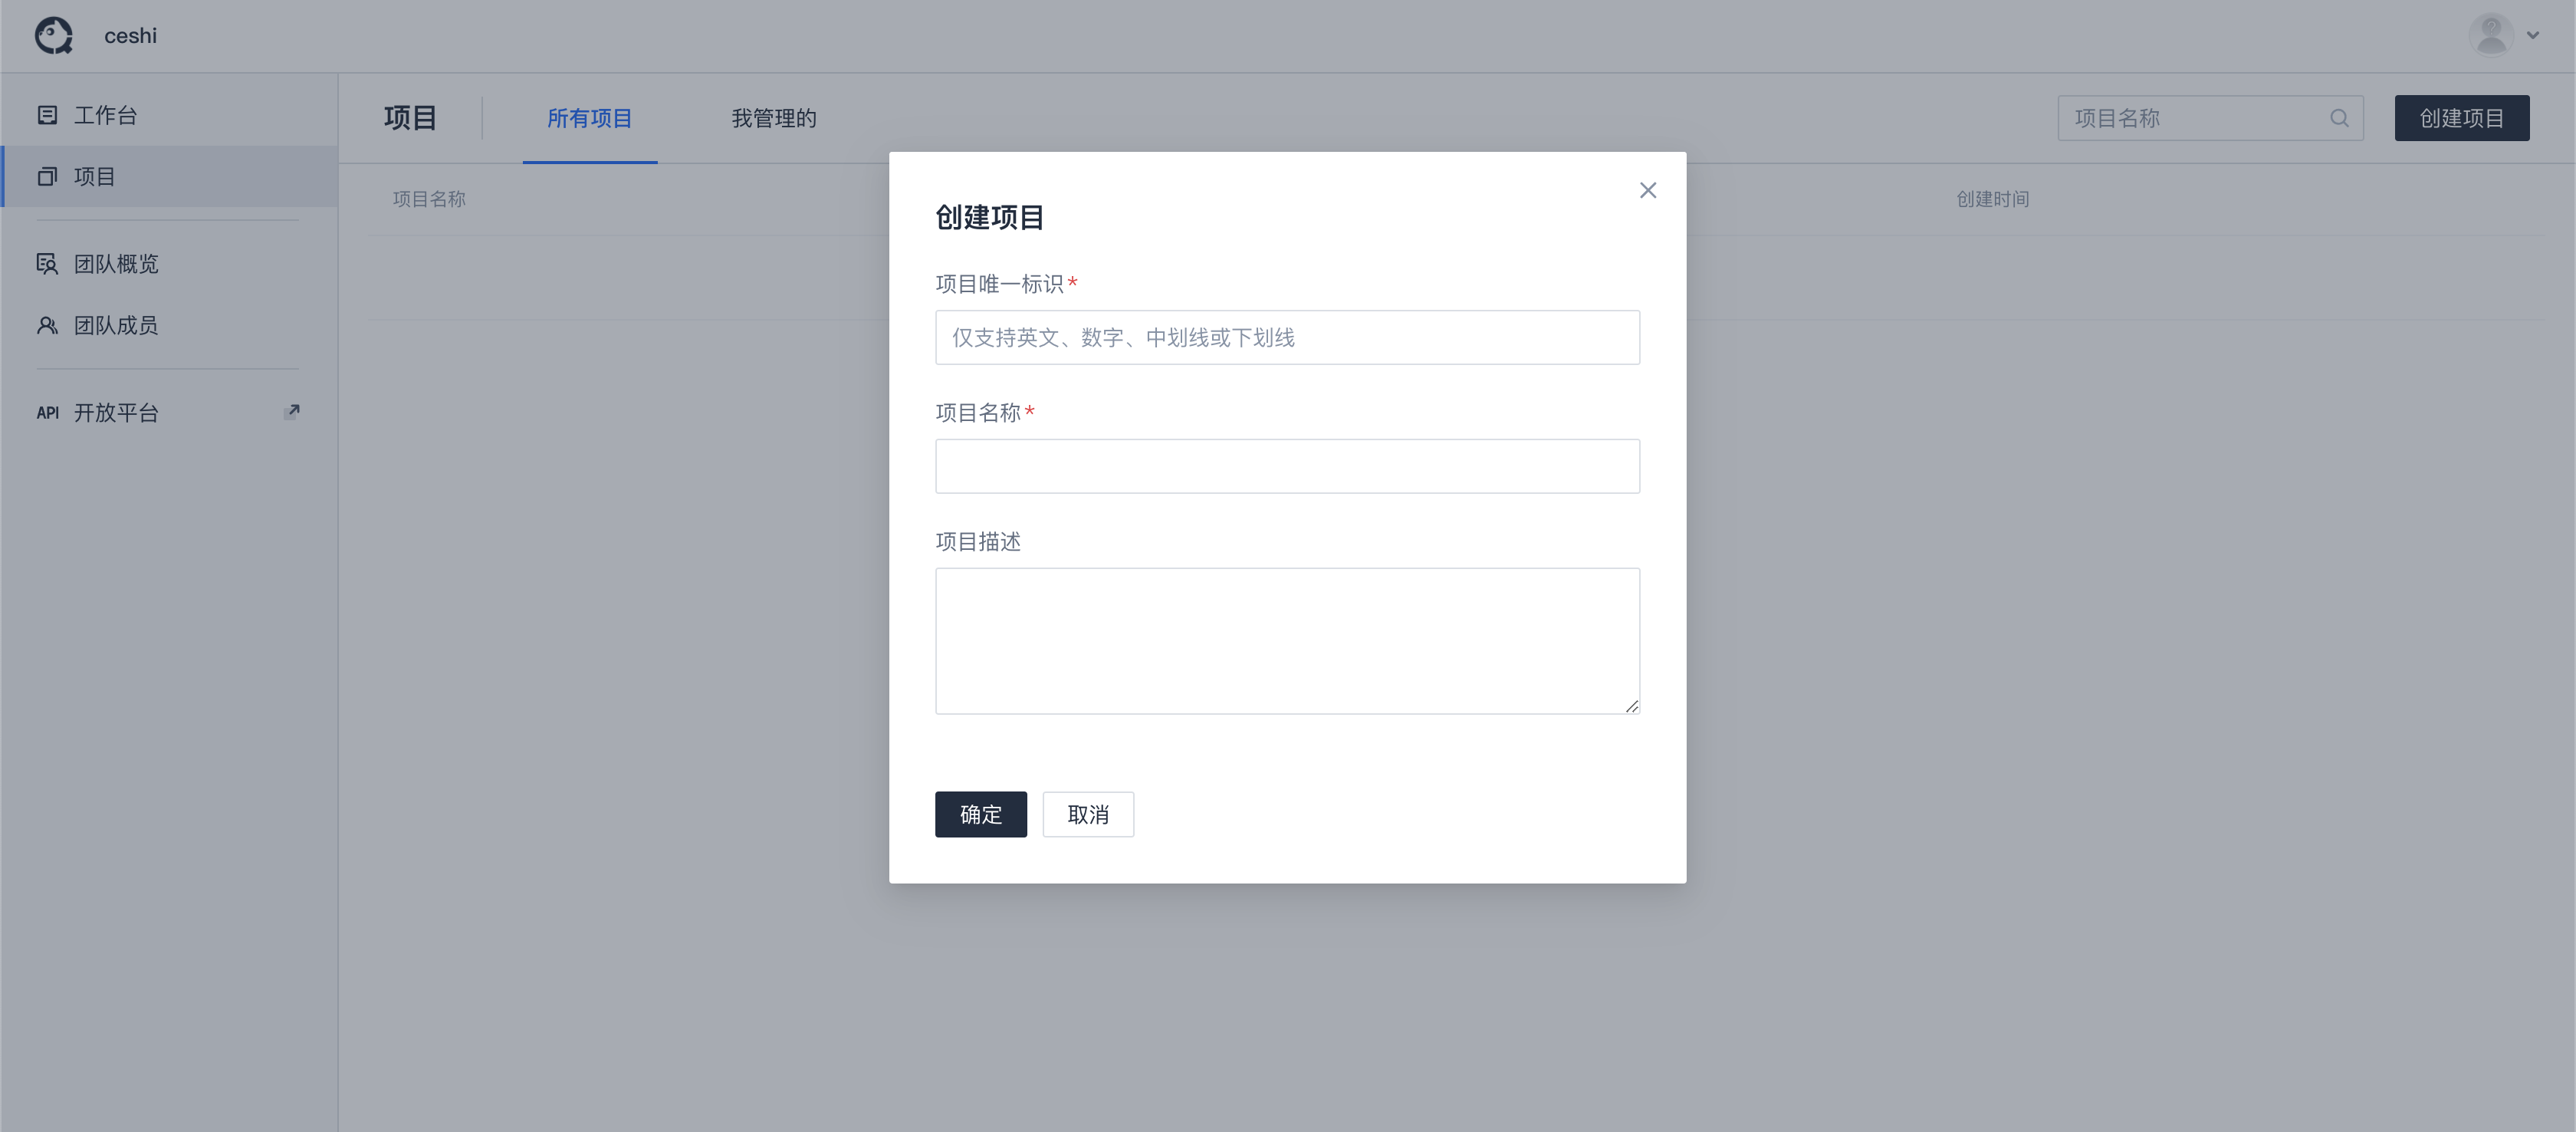 ceshi
工作台
项目
团队概览
团队成员
API 开放平台
项目 所有项目 我管理的 项目名称 创建项目
项目名称 创建时间
创建项目
项目唯一标识*
仅支持英文、数字、中划线或下划线
项目名称*
项目描述
确定 取消